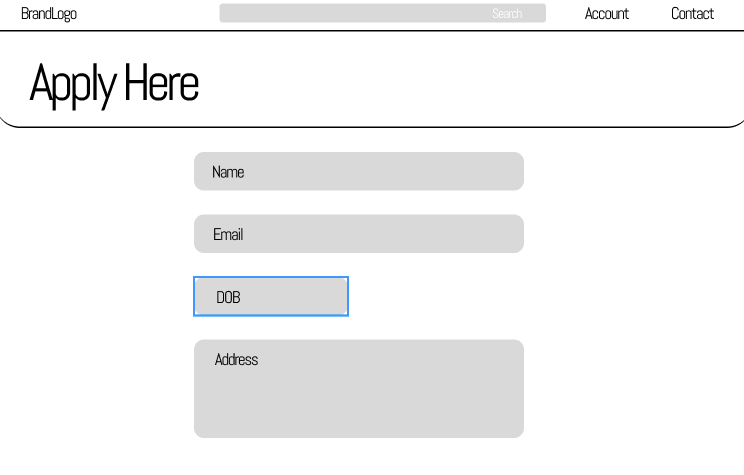 BrandLogo
Search
Account
Contact
Apply Here
Name
Email
DOB
Address